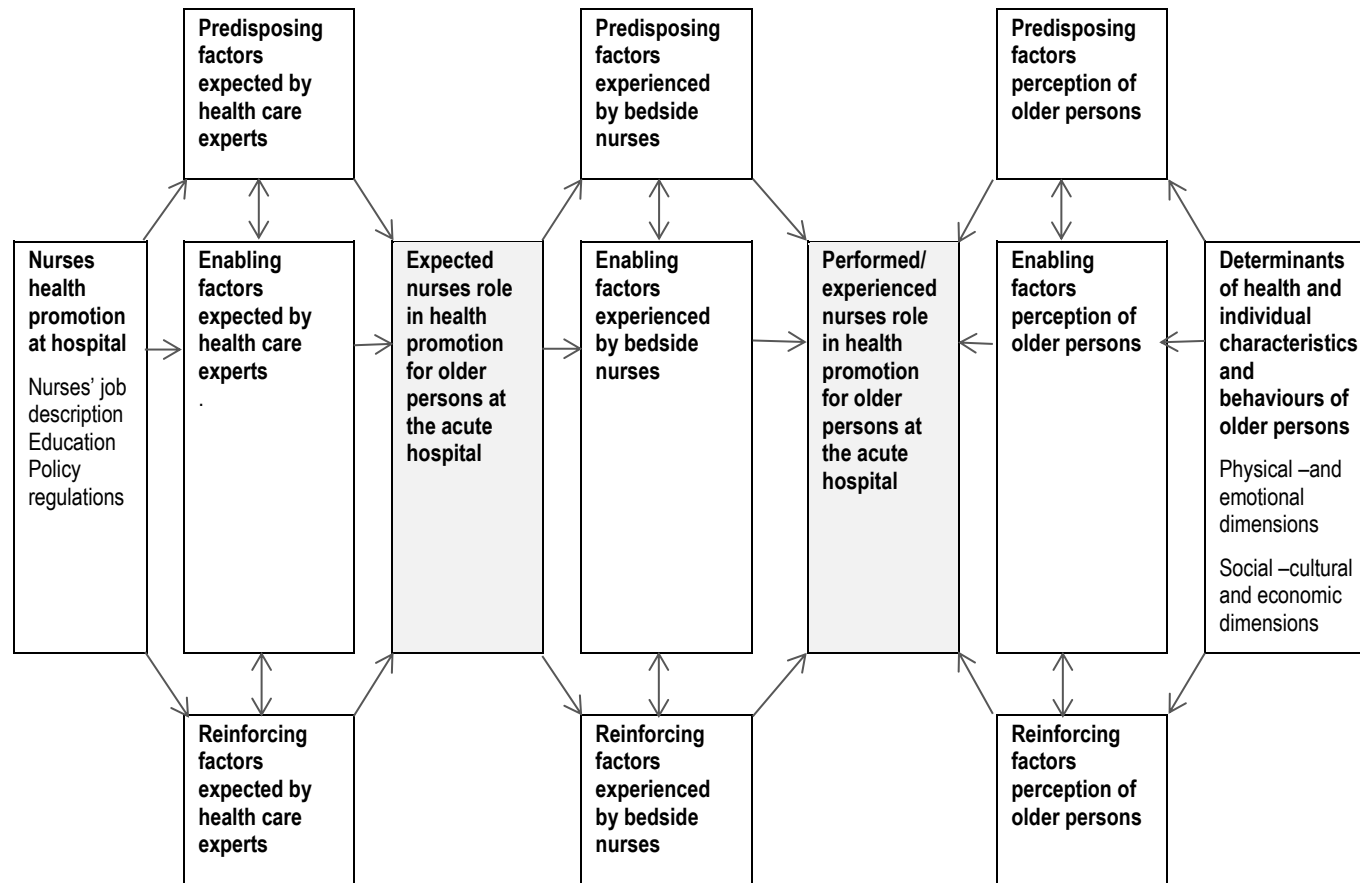 Predisposing
factors
expected by
health care
experts
Predisposing
factors
experienced
by bedside
nurses
Predisposing
factors
perception of
older persons
Nurses
health
promotion
at hospital
Nurses’ job
description
Education
Policy
regulations
Enabling
factors
expected by
health care
experts
.
Expected
nurses role
in health
promotion
for older
persons at
the acute
hospital
Enabling
factors
experienced
by bedside
nurses
Performed/
experienced
nurses role
in health
promotion
for older
persons at
the acute
hospital
Enabling
factors
perception of
older persons
Determinants
of health and
individual
characteristics
and
behaviours of
older persons
Physical –and
emotional
dimensions
Social –cultural
and economic
dimensions
Reinforcing
factors
expected by
health care
experts
Reinforcing
factors
experienced
by bedside
nurses
Reinforcing
factors
perception of
older persons